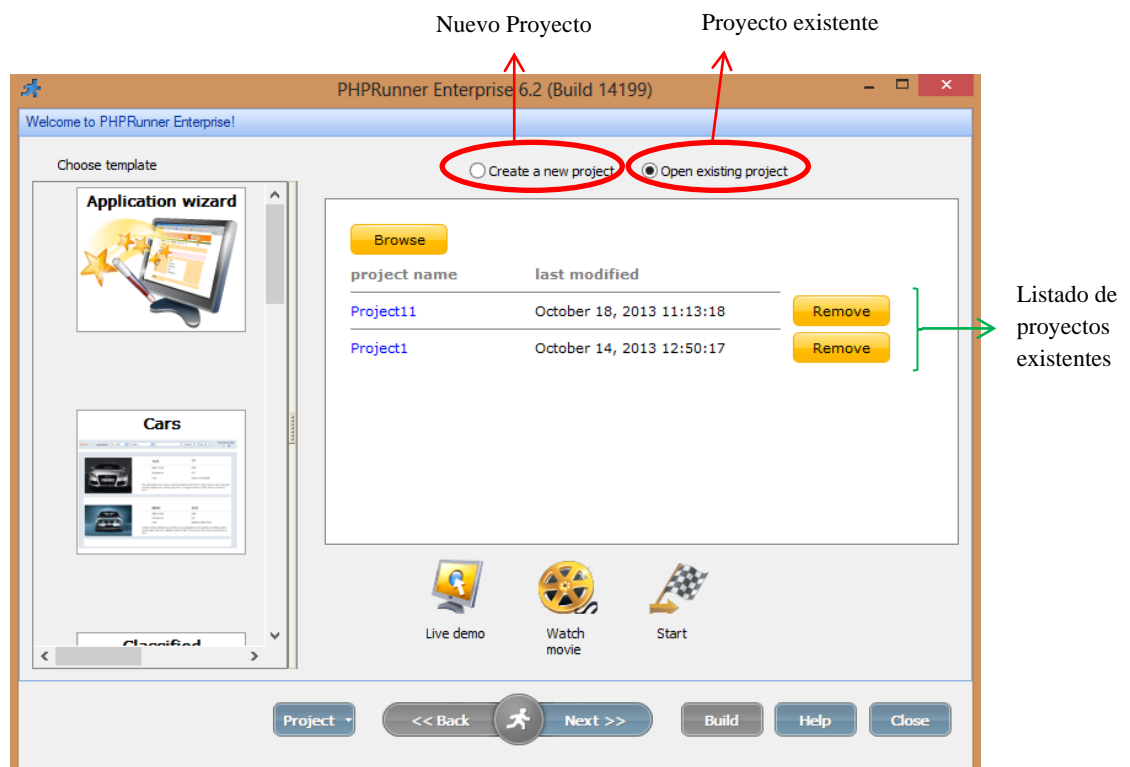 Nuevo Proyecto
Proyecto existente
PHPRunner Enterprise 6.2 (Build 14199)
Welcome to PHPRunner Enterprise!
Choose template
Create a new project
Open existing project
Application wizard
Cars
Classified
Browse
project name last modified
Project11 October 18, 2013 11:13:18 Remove
Project1 October 14, 2013 12:50:17 Remove
Listado de
proyectos
existentes
Live demo
Watch
movie
Start
Project
<< Back
Next >>
Build
Help
Close